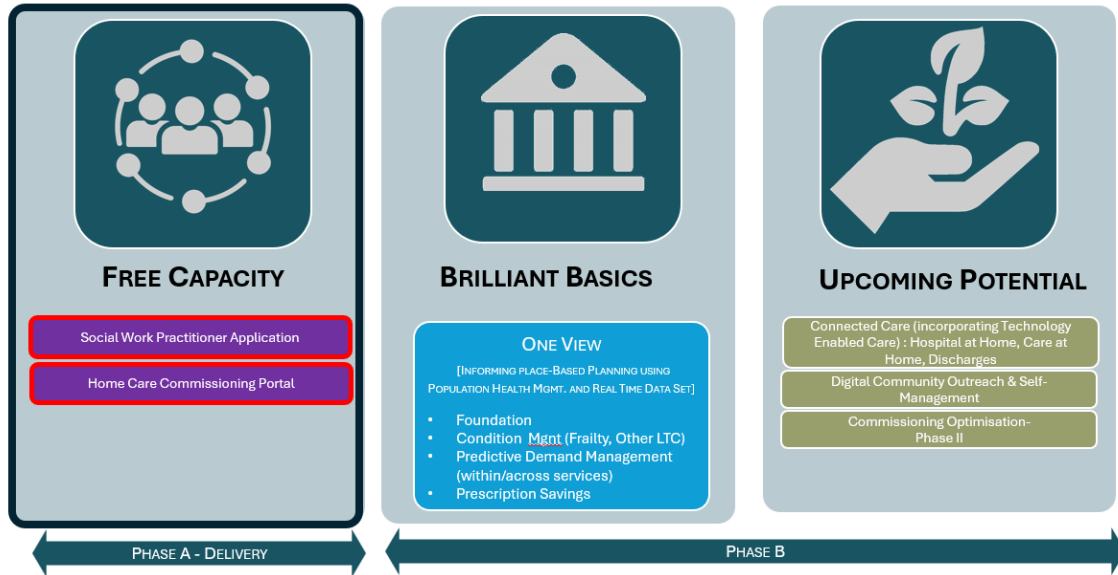 FREE CAPACITY
Social Work Practitioner Application
Home Care Commissioning Portal
BRILLIANT BASICS
ONE VIEW
[INFORMING PLACE-BASED PLANNING USING
POPULATION HEALTH MGMT. AND REAL TIME DATA SET]
• Foundation
• Condition Mgnt (Frailty, Other LTC)
• Predictive Demand Management
(within/across services)
• Prescription Savings
UPCOMING POTENTIAL
Connected Care (incorporating Technology
Enabled Care) : Hospital at Home, Care at
Home, Discharges
Digital Community Outreach & Self-
Management
Commissioning Optimisation-
Phase II
PHASE A - DELIVERY
PHASE B